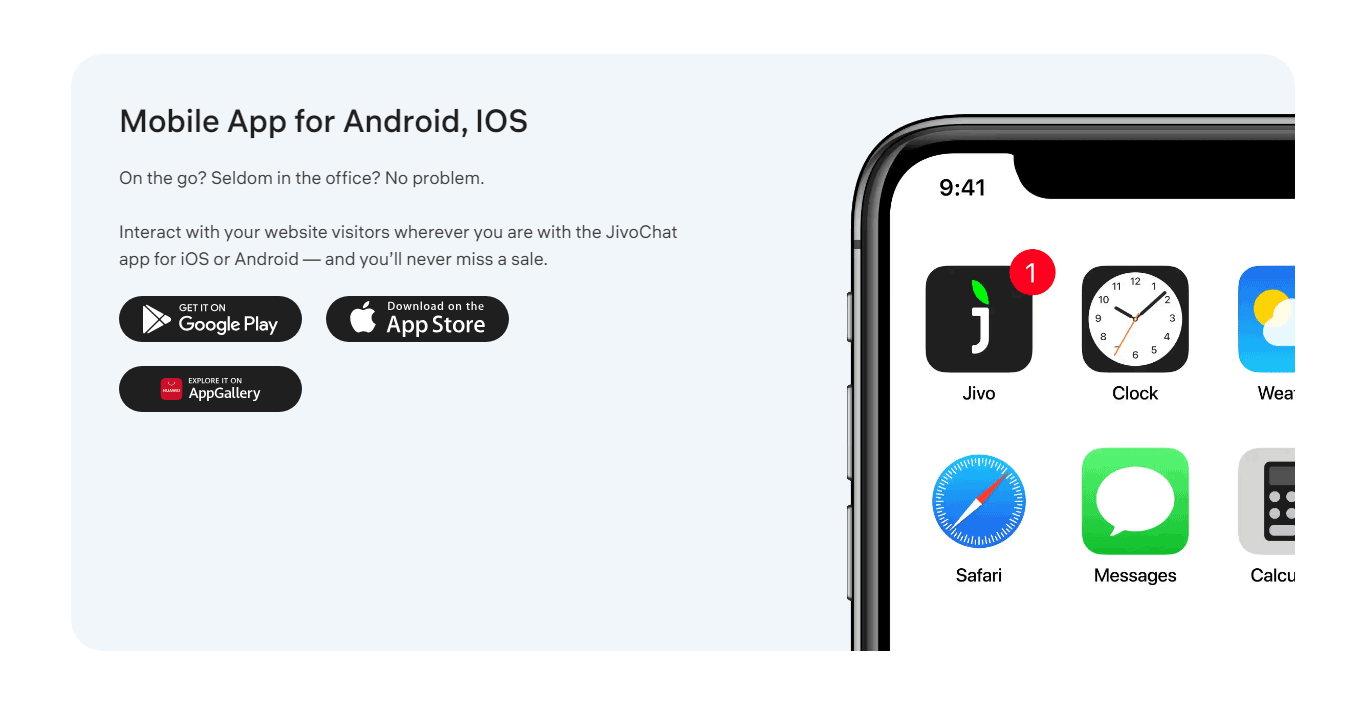 Mobile App for Android, IOS
On the go? Seldom in the office? No problem.
Interact with your website visitors wherever you are with the JivoChat
app for iOS or Android — and you’ll never miss a sale.
GET IT ON
Google Play
Download on the
App Store
HUAWEI
EXPLORE IT ON
AppGallery
9:41
1
12
11
1
10
2
9
3
8
4
7
5
6
J
Jivo
Clock
Weat
Safari
Messages
Calcu